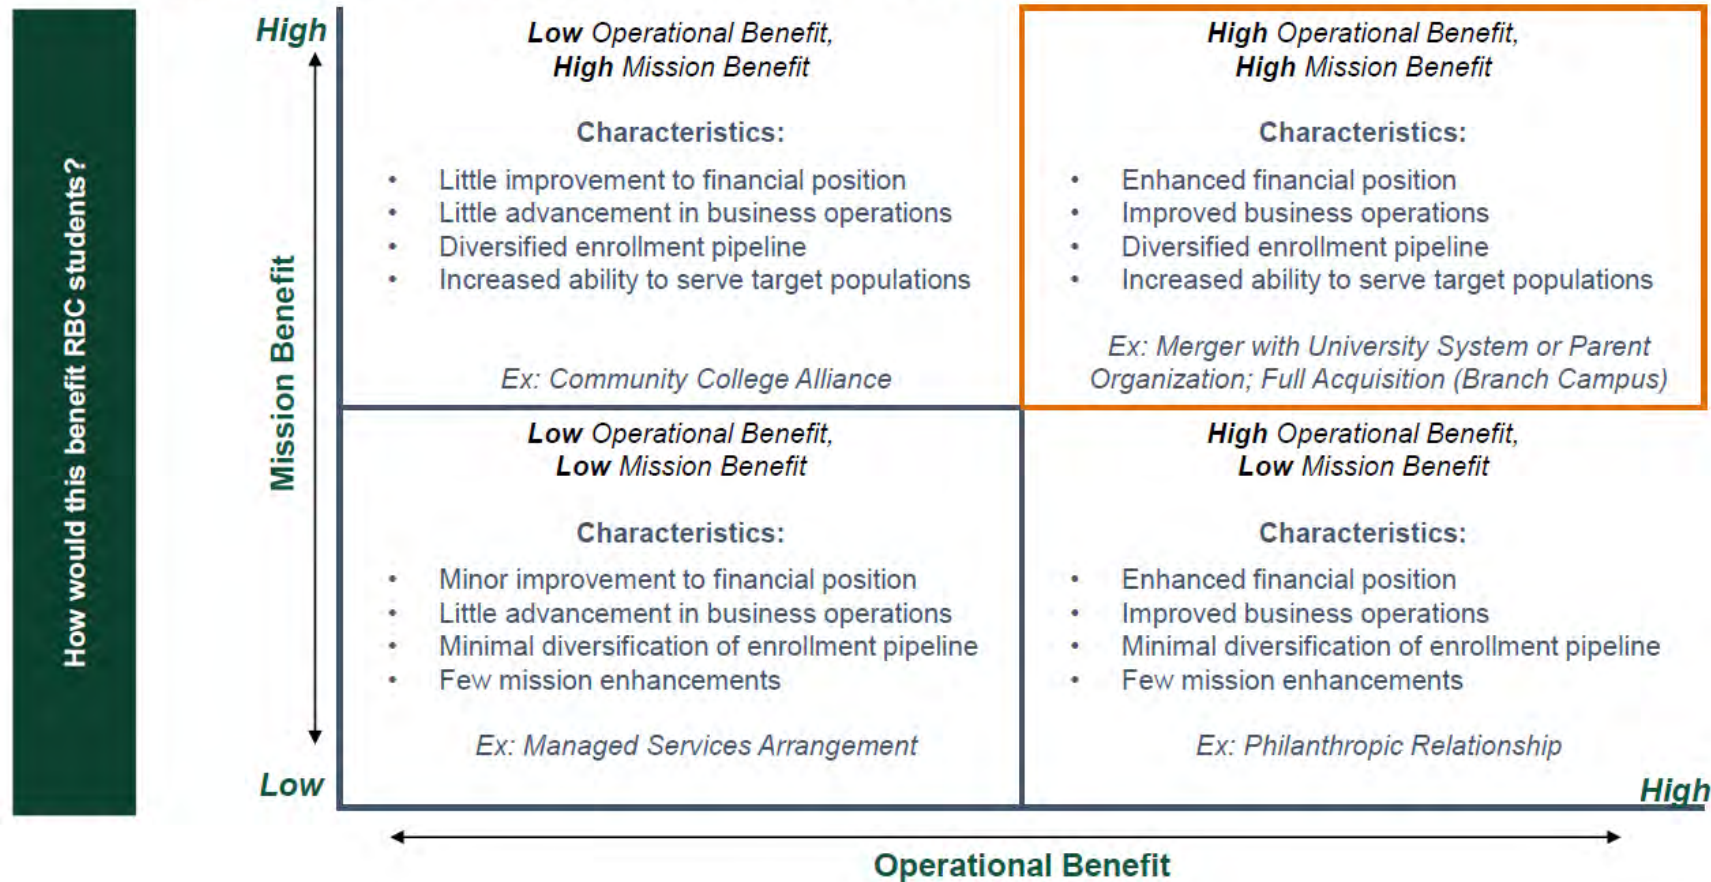 How would this benefit RBC students?
High
Mission Benefit
Low
Low Operational Benefit,
High Mission Benefit
Characteristics:
• Little improvement to financial position
• Little advancement in business operations
• Diversified enrollment pipeline
• Increased ability to serve target populations
Ex: Community College Alliance
High Operational Benefit,
High Mission Benefit
Characteristics:
• Enhanced financial position
• Improved business operations
• Diversified enrollment pipeline
• Increased ability to serve target populations
Ex: Merger with University System or Parent
Organization; Full Acquisition (Branch Campus)
Low Operational Benefit,
Low Mission Benefit
Characteristics:
• Minor improvement to financial position
• Little advancement in business operations
• Minimal diversification of enrollment pipeline
• Few mission enhancements
Ex: Managed Services Arrangement
High Operational Benefit,
Low Mission Benefit
Characteristics:
• Enhanced financial position
• Improved business operations
• Minimal diversification of enrollment pipeline
• Few mission enhancements
Ex: Philanthropic Relationship
High
Operational Benefit